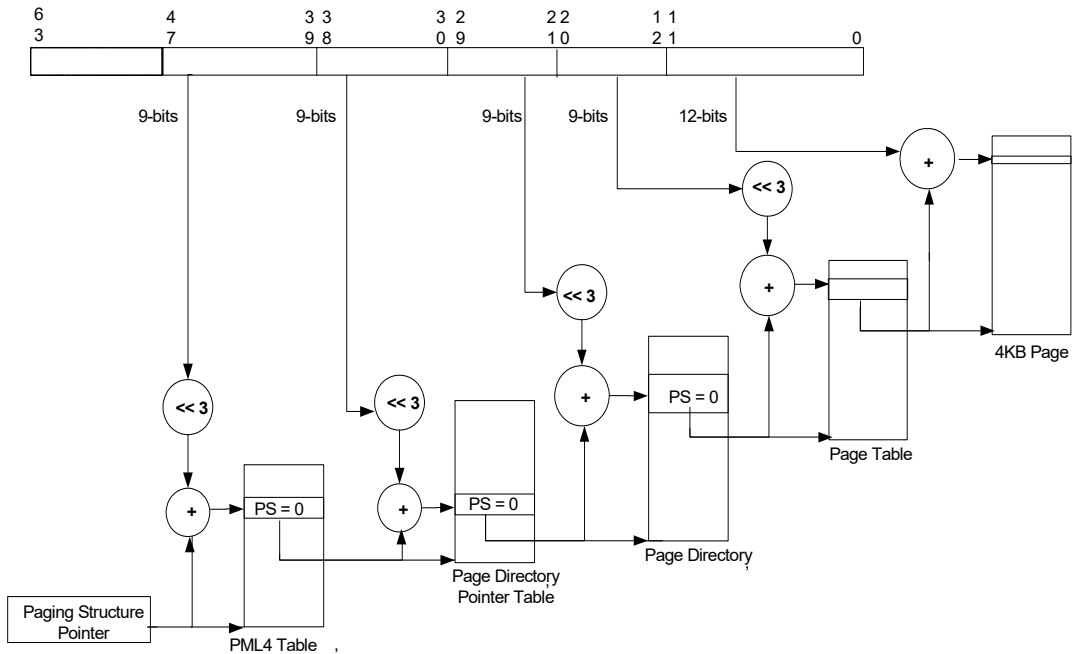 6 4 3 3 3 2 2 2 1 1
3 7 9 8 0 9 1 0 2 1 0
9-bits 9-bits 9-bits 9-bits 12-bits
+
<< 3
+
<< 3
4KB Page
<< 3 << 3
+ PS = 0
Page Table
+ PS = 0 + PS = 0
Page Directory,
Page Directory,
Pointer Table
Paging Structure
Pointer
PML4 Table ,